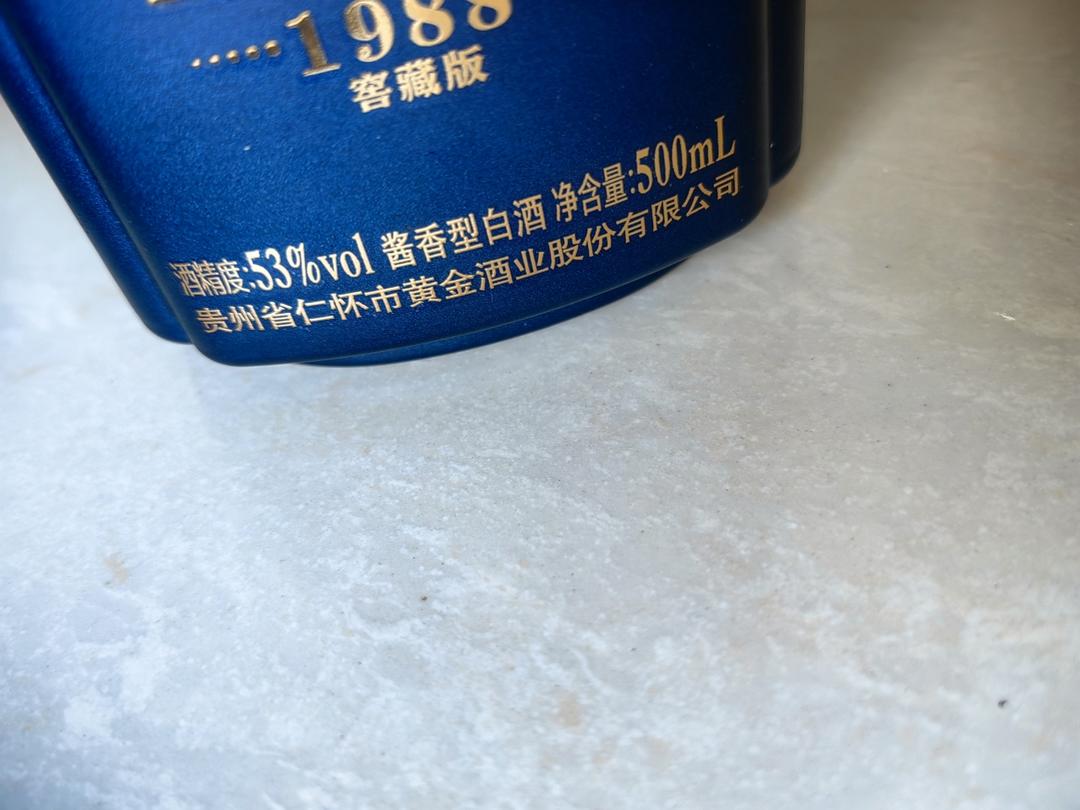 1988
窖藏版
酒精度:53%vol 酱香型白酒 净含量:500mL
贵州省仁怀市黄金酒业股份有限公司